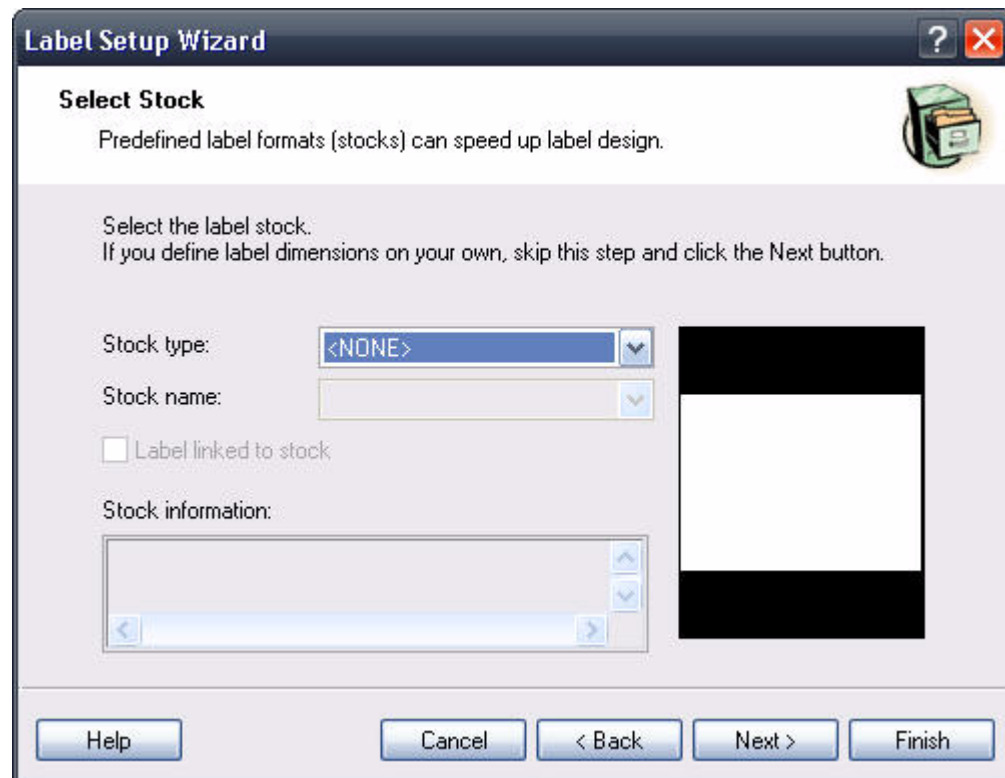 Label Setup Wizard
Select Stock
Predefined label formats (stocks) can speed up label design.
Select the label stock.
If you define label dimensions on your own, skip this step and click the Next button.
Stock type:
<NONE>
Stock name:
Label linked to stock
Stock information:
Help
Cancel
< Back
Next >
Finish